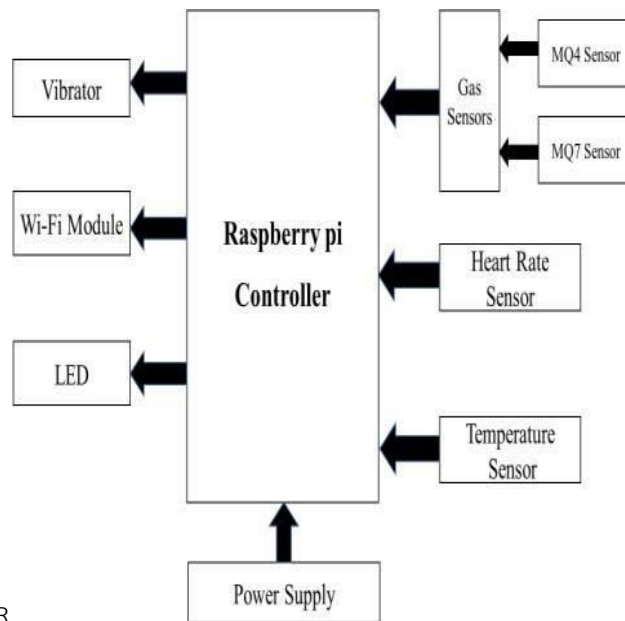 Vibrator
Wi-Fi Module
LED
Raspberry pi
Controller
Gas
Sensors
MQ4 Sensor
MQ7 Sensor
Heart Rate
Sensor
Temperature
Sensor
Power Supply
R